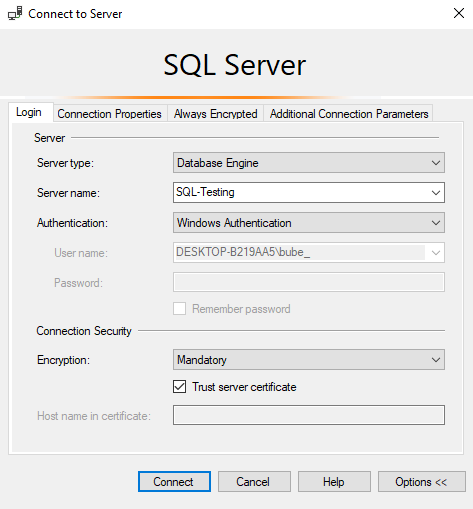 Connect to Server
SQL Server
Login Connection Properties Always Encrypted Additional Connection Parameters
Server
Server type: Database Engine
Server name: SQL-Testing
Authentication: Windows Authentication
User name: DESKTOP-B219AA5\bube_
Password:
Remember password
Connection Security
Encryption: Mandatory
Trust server certificate
Host name in certificate:
Connect Cancel Help Options <<